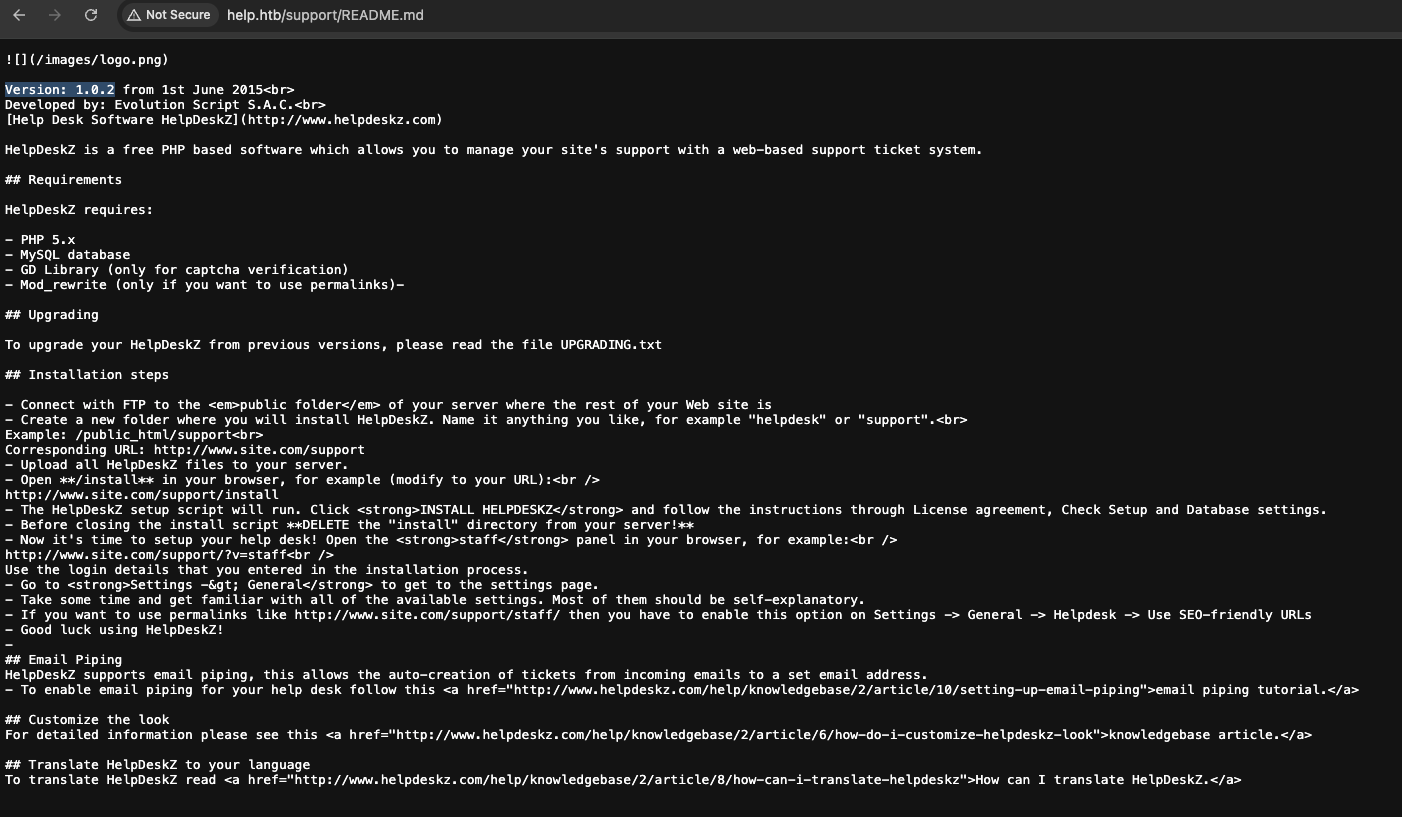 Not Secure help.htb/support/README.md
![](/images/logo.png)
Version: 1.0.2 from 1st June 2015<br>
Developed by: Evolution Script S.A.C.<br>
[Help Desk Software HelpDeskZ](http://www.helpdeskz.com)
HelpDeskZ is a free PHP based software which allows you to manage your site's support with a web-based support ticket system.
## Requirements
HelpDeskZ requires:
- PHP 5.x
- MySQL database
- GD Library (only for captcha verification)
- Mod_rewrite (only if you want to use permalinks)-
## Upgrading
To upgrade your HelpDeskZ from previous versions, please read the file UPGRADING.txt
## Installation steps
- Connect with FTP to the <em>public folder</em> of your server where the rest of your Web site is
- Create a new folder where you will install HelpDeskZ. Name it anything you like, for example "helpdesk" or "support".<br>
Example: /public_html/support<br>
Corresponding URL: http://www.site.com/support
- Upload all HelpDeskZ files to your server.
- Open **/install** in your browser, for example (modify to your URL):<br />
http://www.site.com/support/install
- The HelpDeskZ setup script will run. Click <strong>INSTALL HELPDESKZ</strong> and follow the instructions through License agreement, Check Setup and Database settings.
- Before closing the install script **DELETE the "install" directory from your server!**
- Now it's time to setup your help desk! Open the <strong>staff</strong> panel in your browser, for example:<br />
http://www.site.com/support/?v=staff<br />
Use the login details that you entered in the installation process.
- Go to <strong>Settings -&gt; General</strong> to get to the settings page.
- Take some time and get familiar with all of the available settings. Most of them should be self-explanatory.
- If you want to use permalinks like http://www.site.com/support/staff/ then you have to enable this option on Settings -> General -> Helpdesk -> Use SEO-friendly URLs
- Good luck using HelpDeskZ!
-
## Email Piping
HelpDeskZ supports email piping, this allows the auto-creation of tickets from incoming emails to a set email address.
- To enable email piping for your help desk follow this <a href="http://www.helpdeskz.com/help/knowledgebase/2/article/10/setting-up-email-piping">email piping tutorial.</a>
## Customize the look
For detailed information please see this <a href="http://www.helpdeskz.com/help/knowledgebase/2/article/6/how-do-i-customize-helpdeskz-look">knowledgebase article.</a>
## Translate HelpDeskZ to your language
To translate HelpDeskZ read <a href="http://www.helpdeskz.com/help/knowledgebase/2/article/8/how-can-i-translate-helpdeskz">How can I translate HelpDeskZ.</a>